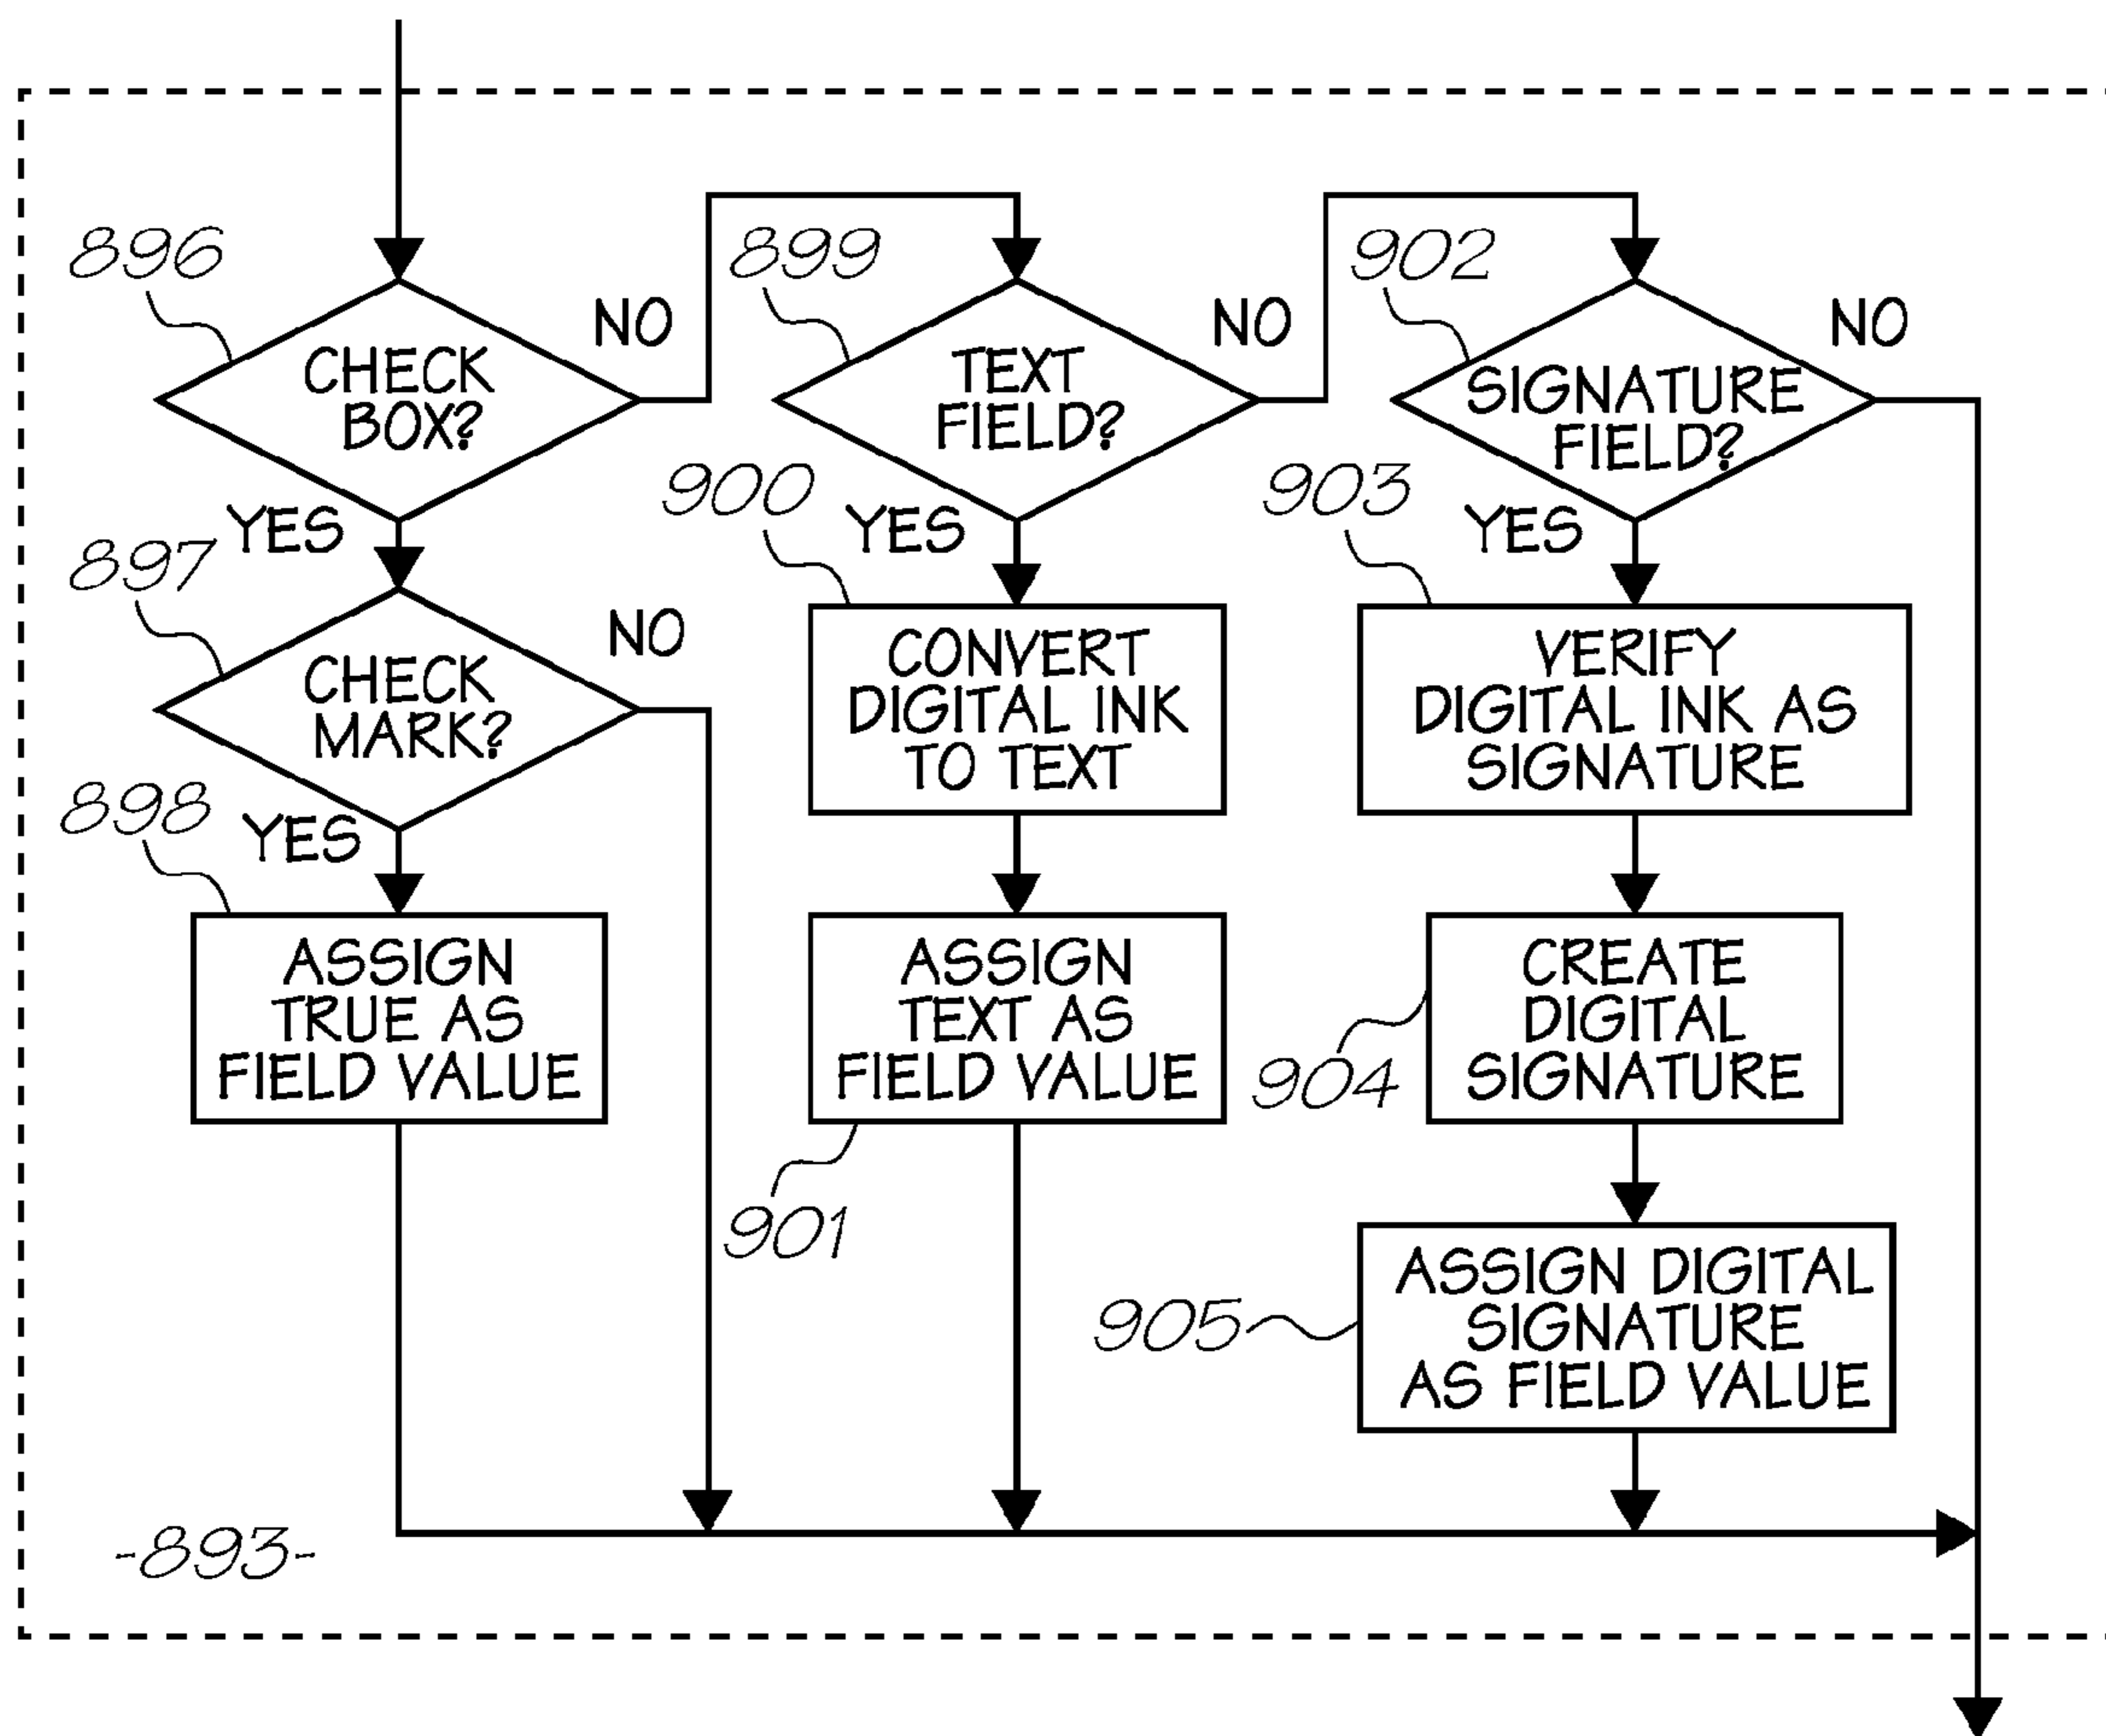 896
CHECK
BOX?
NO
YES
897
CHECK
MARK?
NO
YES
898
ASSIGN
TRUE AS
FIELD VALUE
899
TEXT
FIELD?
NO
YES
900
CONVERT
DIGITAL INK
TO TEXT
ASSIGN
TEXT AS
FIELD VALUE
901
902
SIGNATURE
FIELD?
NO
YES
903
VERIFY
DIGITAL INK AS
SIGNATURE
CREATE
DIGITAL
SIGNATURE
904
ASSIGN DIGITAL
SIGNATURE
AS FIELD VALUE
905
-893-